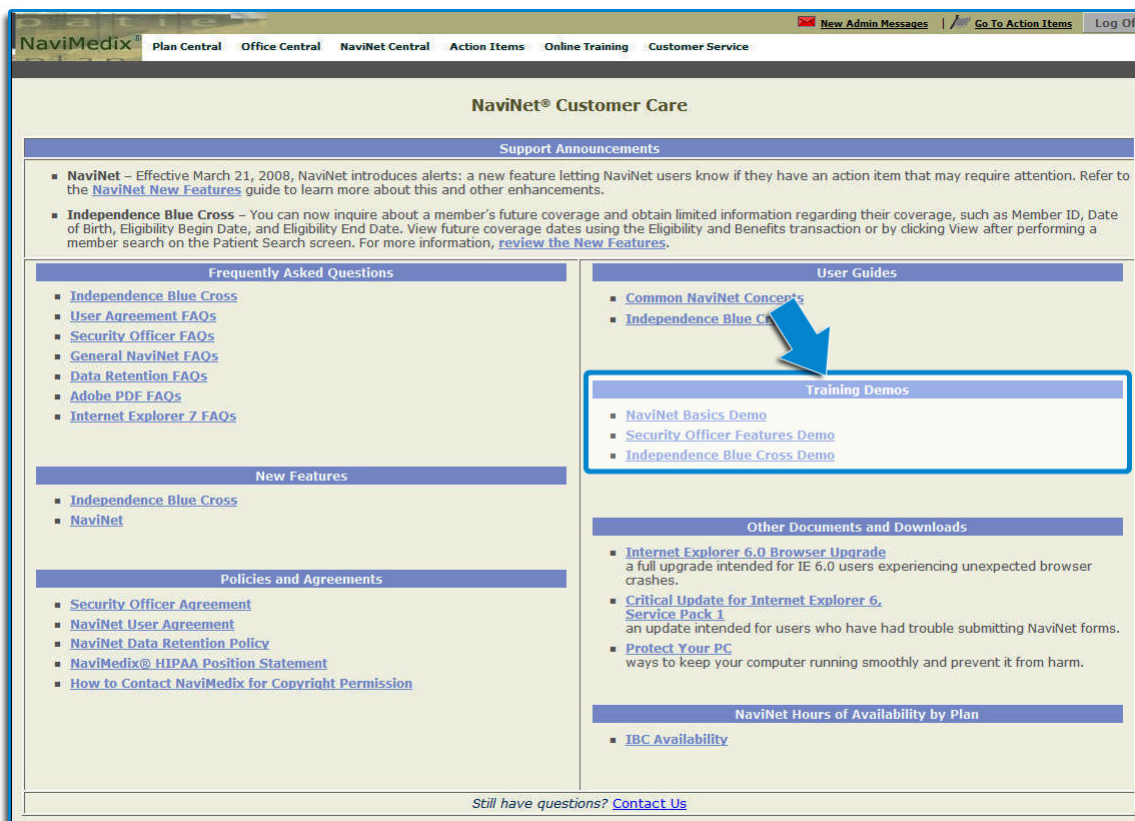 patien
New Admin Messages | Go To Action Items Log Of
NaviMedix® Plan Central Office Central NaviNet Central Action Items Online Training Customer Service
NaviNet® Customer Care
Support Announcements
▪ NaviNet – Effective March 21, 2008, NaviNet introduces alerts: a new feature letting NaviNet users know if they have an action item that may require attention. Refer to
the NaviNet New Features guide to learn more about this and other enhancements.
▪ Independence Blue Cross – You can now inquire about a member's future coverage and obtain limited information regarding their coverage, such as Member ID, Date
of Birth, Eligibility Begin Date, and Eligibility End Date. View future coverage dates using the Eligibility and Benefits transaction or by clicking View after performing a
member search on the Patient Search screen. For more information, review the New Features.
Frequently Asked Questions
▪ Independence Blue Cross
▪ User Agreement FAQs
▪ Security Officer FAQs
▪ General NaviNet FAQs
▪ Data Retention FAQs
▪ Adobe PDF FAQs
▪ Internet Explorer 7 FAQs
New Features
▪ Independence Blue Cross
▪ NaviNet
Policies and Agreements
▪ Security Officer Agreement
▪ NaviNet User Agreement
▪ NaviNet Data Retention Policy
▪ NaviMedix® HIPAA Position Statement
▪ How to Contact NaviMedix for Copyright Permission
User Guides
▪ Common NaviNet Concepts
▪ Independence Blue C
Training Demos
▪ NaviNet Basics Demo
▪ Security Officer Features Demo
▪ Independence Blue Cross Demo
Other Documents and Downloads
▪ Internet Explorer 6.0 Browser Upgrade
a full upgrade intended for IE 6.0 users experiencing unexpected browser
crashes.
▪ Critical Update for Internet Explorer 6,
Service Pack 1
an update intended for users who have had trouble submitting NaviNet forms.
▪ Protect Your PC
ways to keep your computer running smoothly and prevent it from harm.
NaviNet Hours of Availability by Plan
▪ IBC Availability
Still have questions? Contact Us